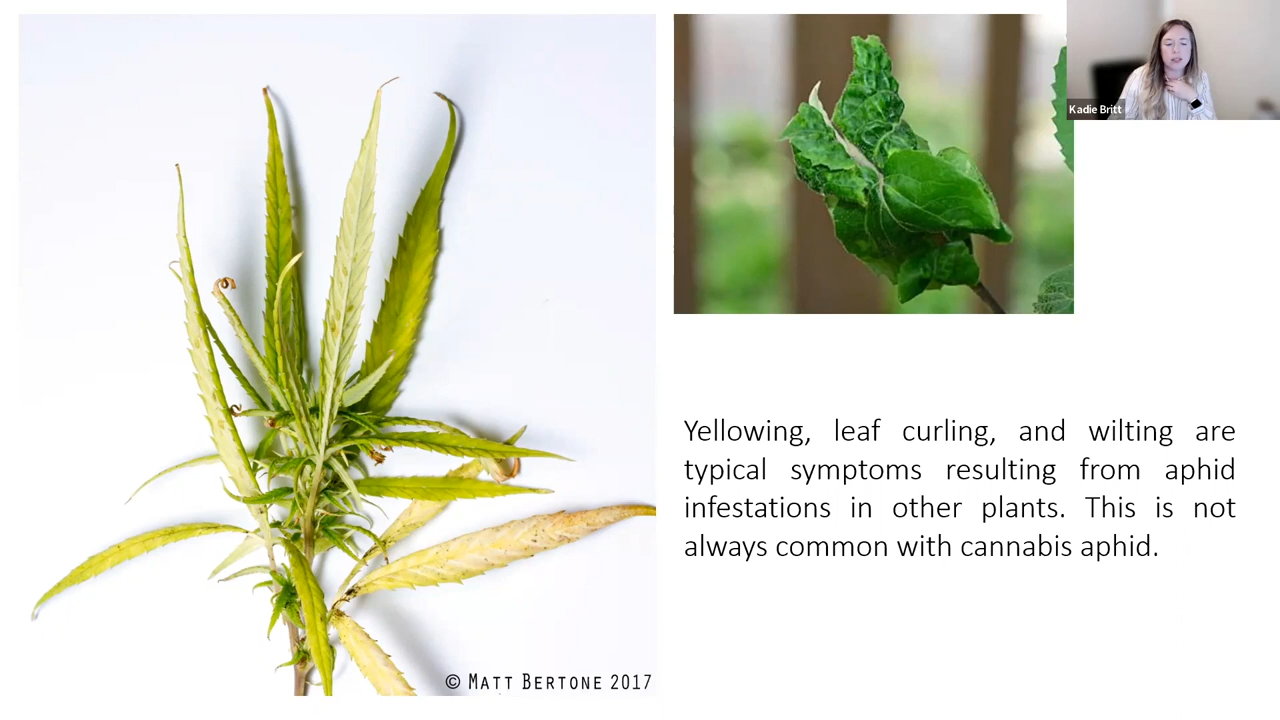 Kadie Britt
Yellowing, leaf curling, and wilting are
typical symptoms resulting from aphid
infestations in other plants. This is not
always common with cannabis aphid.
© MATT BERTONE 2017